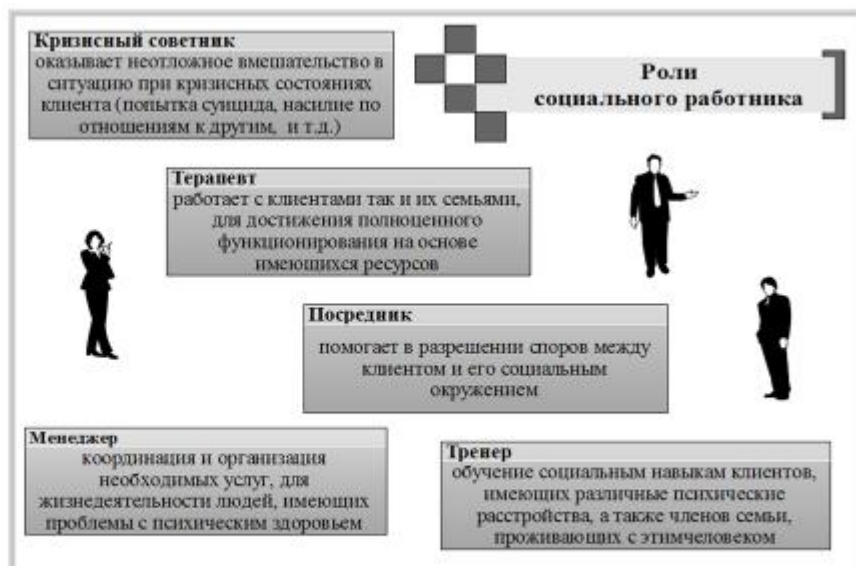 Кризисный советник
оказывает неотложное вмешательство в
ситуацию при кризисных состояниях
клиента (попытка суицида, насилие по
отношениям к другим, и т.д.)
Роли
социального работника
Терапевт
работает с клиентами так и их семьями,
для достижения полноценного
функционирования на основе
имеющихся ресурсов
Посредник
помогает в разрешении споров между
клиентом и его социальным
окружением
Менеджер
координация и организация
необходимых услуг, для
жизнедеятельности людей, имеющих
проблемы с психическим здоровьем
Тренер
обучение социальным навыкам клиентов,
имеющих различные психические
расстройства, а также членов семьи,
проживающих с этимчеловеком